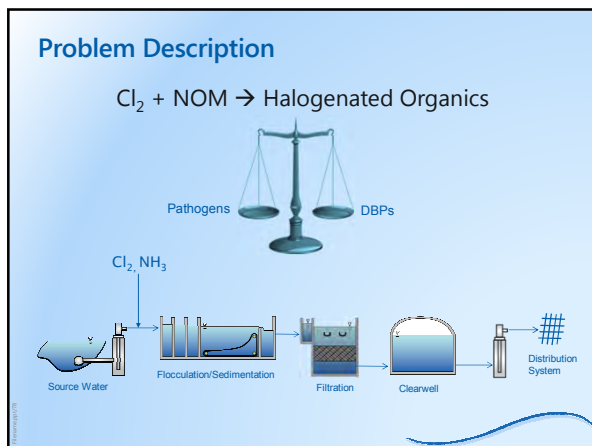 Problem Description
Cl₂ + NOM → Halogenated Organics
Pathogens
DBPs
Cl₂, NH₃
Source Water
Flocculation/Sedimentation
Filtration
Clearwell
Distribution
System